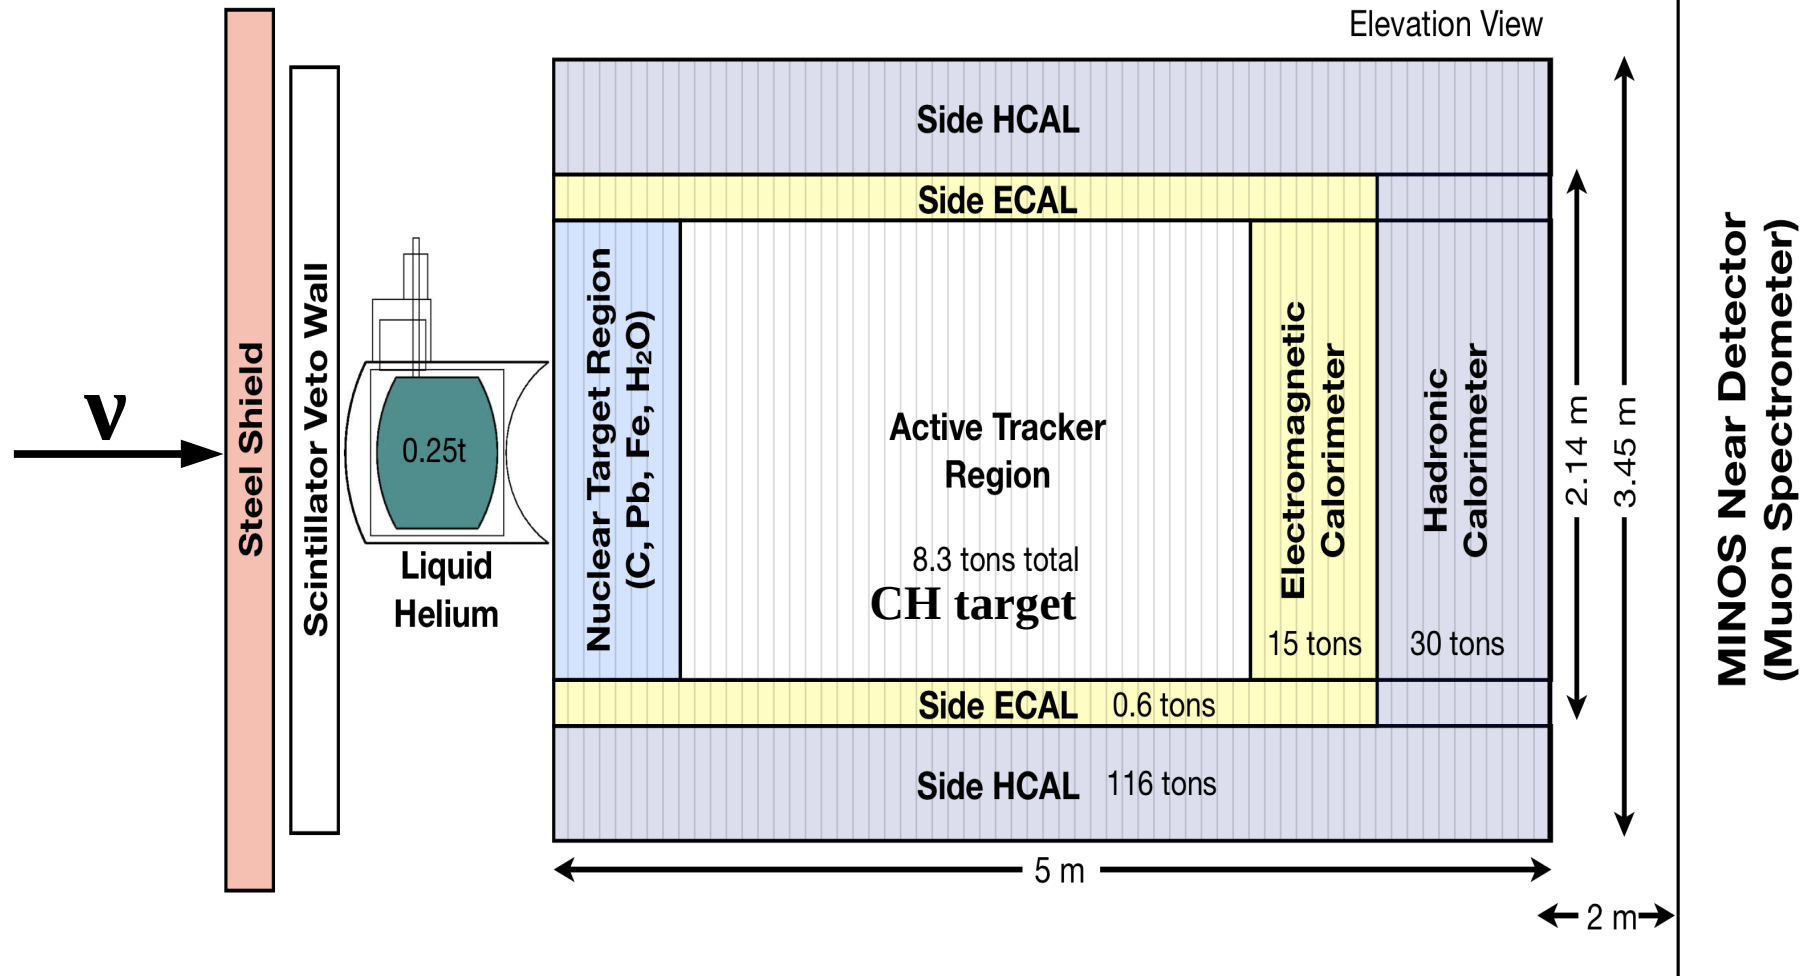 Elevation View
Side HCAL
Side ECAL
ν
Steel Shield
Scintillator Veto Wall
0.25t
Liquid
Helium
Nuclear Target Region
(C, Pb, Fe, H₂O)
Active Tracker
Region
8.3 tons total
CH target
Electromagnetic
Calorimeter
15 tons
Hadronic
Calorimeter
30 tons
Side ECAL 0.6 tons
Side HCAL 116 tons
2.14 m
3.45 m
5 m
2 m
MINOS Near Detector
(Muon Spectrometer)